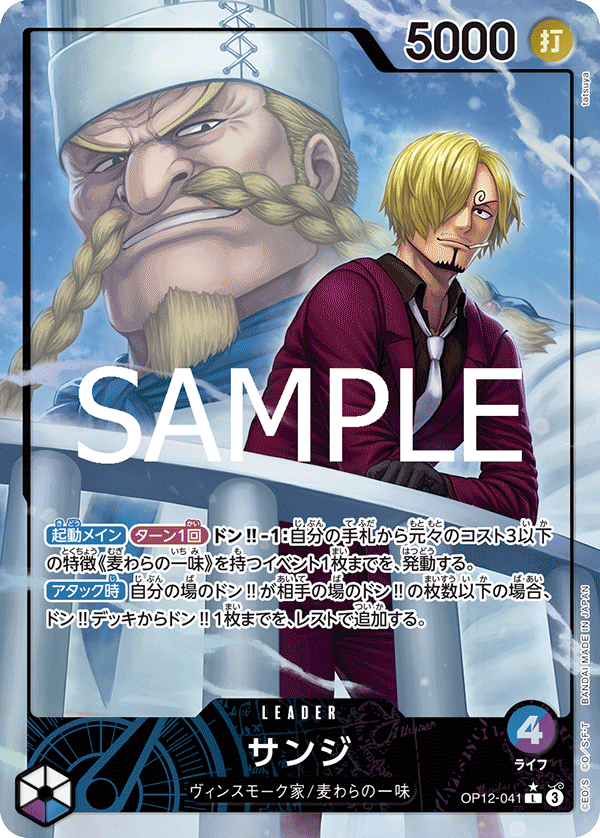 5000 打
tatsuya
SAMPLE
起動メイン ターン1回 ドン!!-1:自分の手札から元々のコスト3以下
の特徴《麦わらの一味》を持つイベント1枚までを、発動する。
アタック時 自分の場のドン!!が相手の場のドン!!の枚数以下の場合、
ドン!!デッキからドン!!1枚までを、レストで追加する。
LEADER
サンジ
4
ライフ
ヴィンスモーク家/麦わらの一味
OP12-041 L 3
©E.O/S. CO./S.F.T BANDAI MADE IN JAPAN